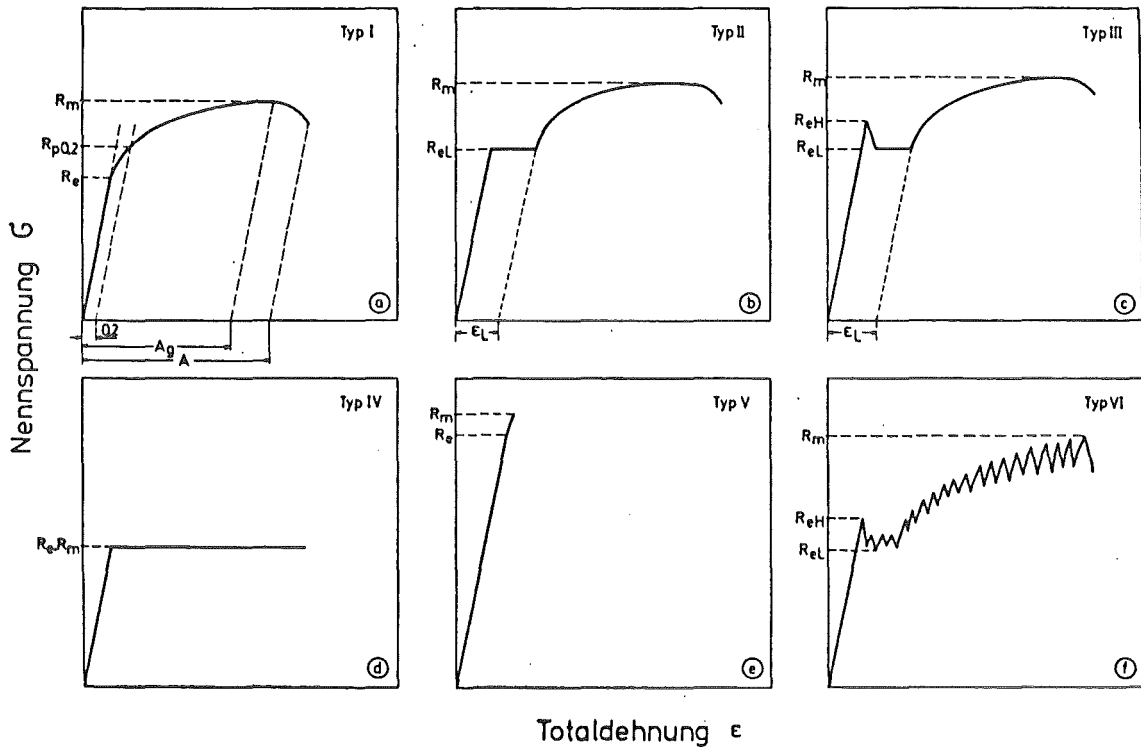 Nennspannung σ
Typ I
R_m
R_p0,2
R_e
a
0,2
A_g
A
Typ II
R_m
R_eL
b
ε_L
Typ III
R_m
R_eH
R_eL
c
ε_L
Typ IV
R_e,R_m
d
Typ V
R_m
R_e
e
Typ VI
R_m
R_eH
R_eL
f
Totaldehnung ε